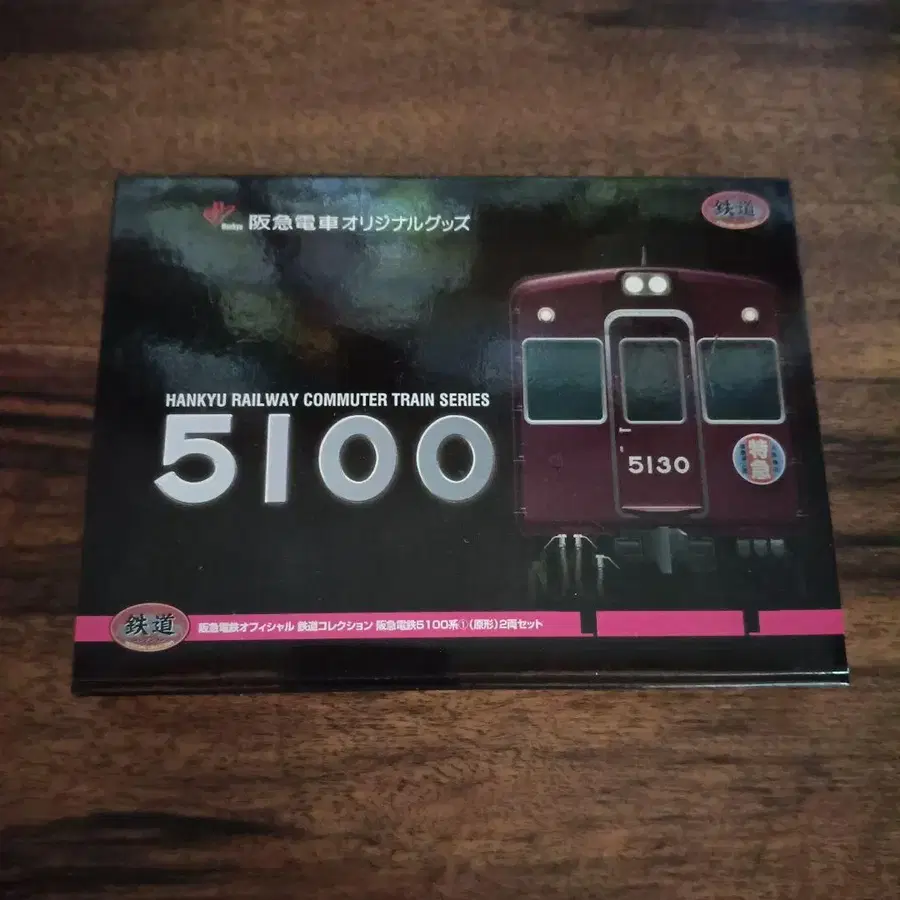 Hankyu 阪急電車オリジナルグッズ
鉄道
HANKYU RAILWAY COMMUTER TRAIN SERIES
5100
5130
特急
鉄道
阪急電鉄オフィシャル 鉄道コレクション 阪急電鉄5100系①(原形)2両セット